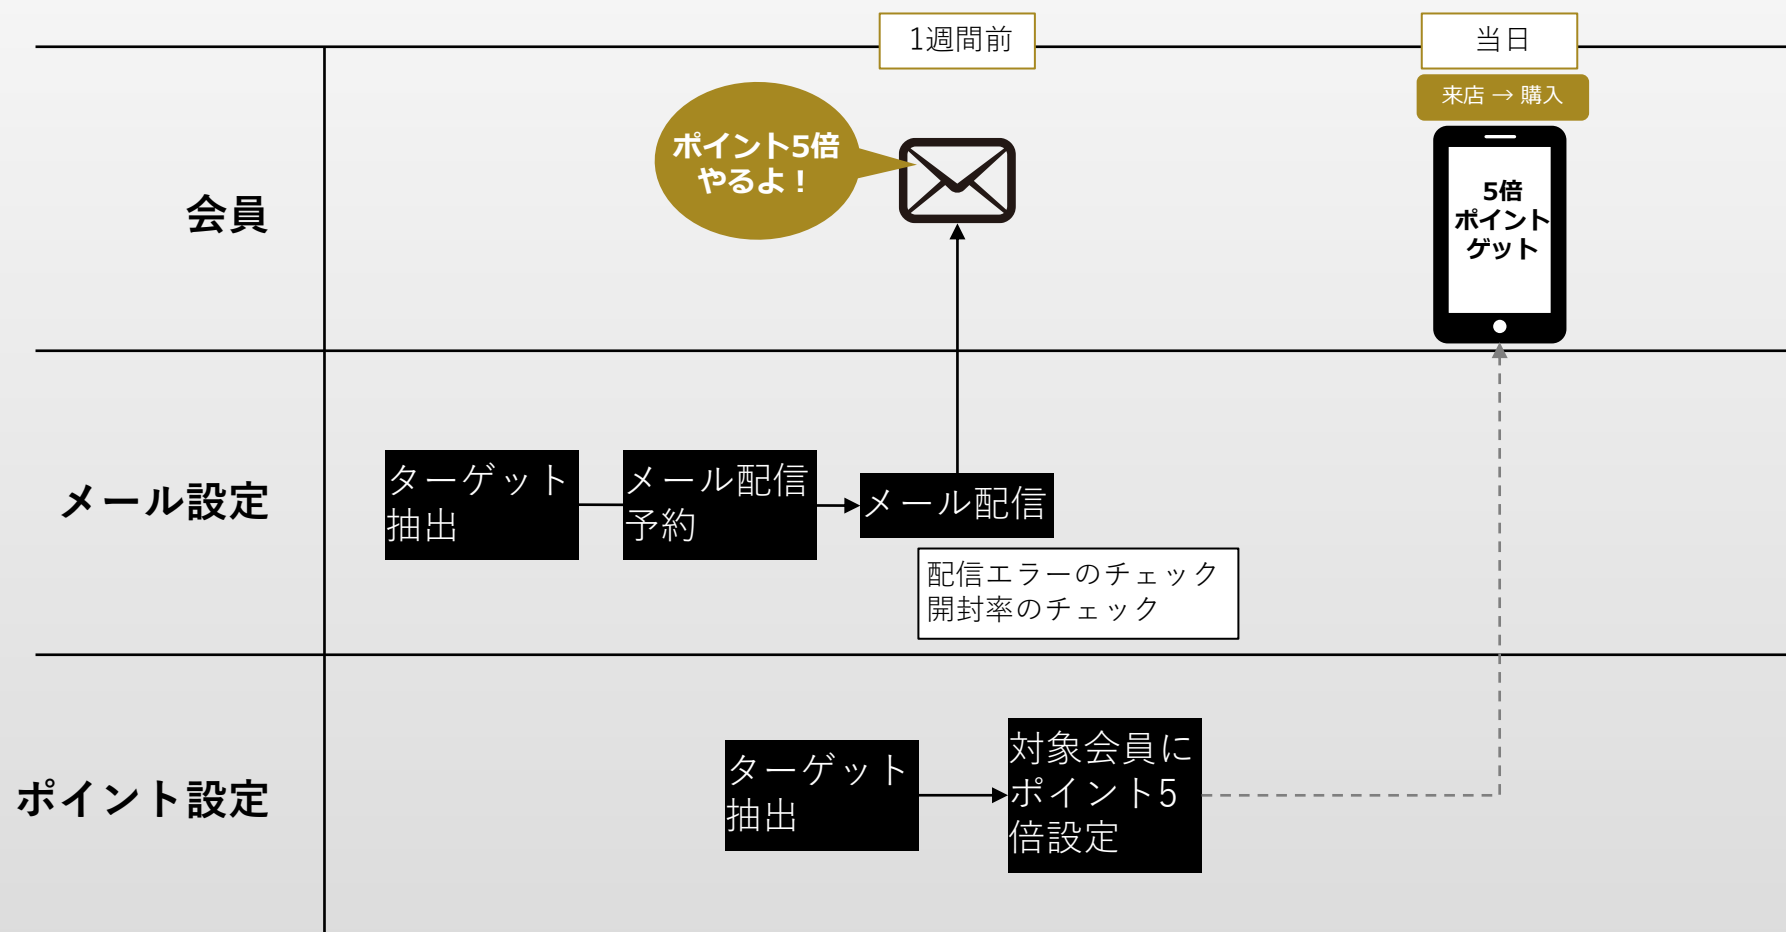 1週間前
当日
来店 → 購入
会員
ポイント5倍
やるよ！
5倍
ポイント
ゲット
メール設定
ターゲット
抽出
メール配信
予約
メール配信
配信エラーのチェック
開封率のチェック
ポイント設定
ターゲット
抽出
対象会員に
ポイント5
倍設定